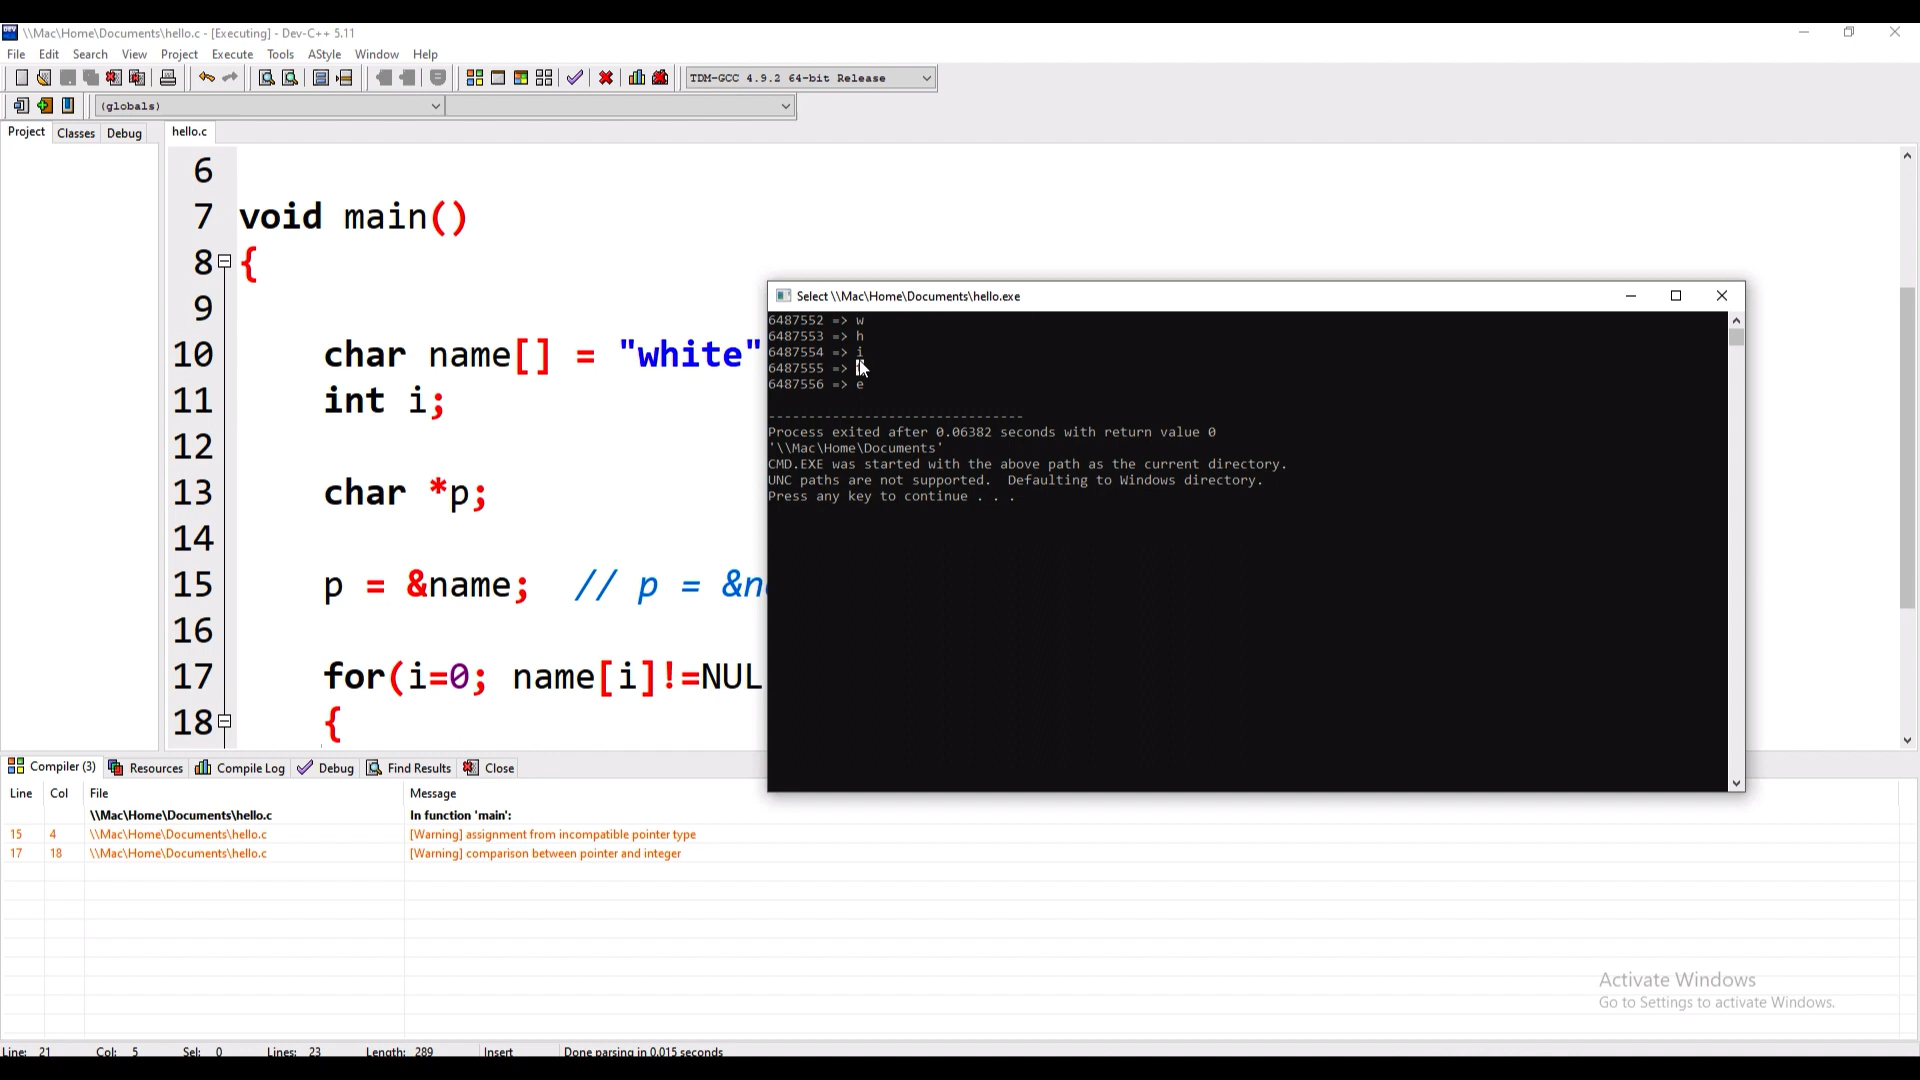 \\Mac\Home\Documents\hello.c - [Executing] - Dev-C++ 5.11
File Edit Search View Project Execute Tools AStyle Window Help
TDM-GCC 4.9.2 64-bit Release
(globals)
Project Classes Debug hello.c
6
7 void main()
8 {
9
10 char name[] = "white"
11 int i;
12
13 char *p;
14
15 p = &name; // p = &n
16
17 for(i=0; name[i]!=NUL
18 {
Select \\Mac\Home\Documents\hello.exe
6487552 => w
6487553 => h
6487554 => i
6487555 =>
6487556 => e
--------------------------------
Process exited after 0.06382 seconds with return value 0
'\\Mac\Home\Documents'
CMD.EXE was started with the above path as the current directory.
UNC paths are not supported.  Defaulting to Windows directory.
Press any key to continue . . .
Compiler (3) Resources Compile Log Debug Find Results Close
Line Col File Message
\\Mac\Home\Documents\hello.c In function 'main':
15 4 \\Mac\Home\Documents\hello.c [Warning] assignment from incompatible pointer type
17 18 \\Mac\Home\Documents\hello.c [Warning] comparison between pointer and integer
Activate Windows
Go to Settings to activate Windows.
Line: 21 Col: 5 Sel: 0 Lines: 23 Length: 289 Insert Done parsing in 0.015 seconds